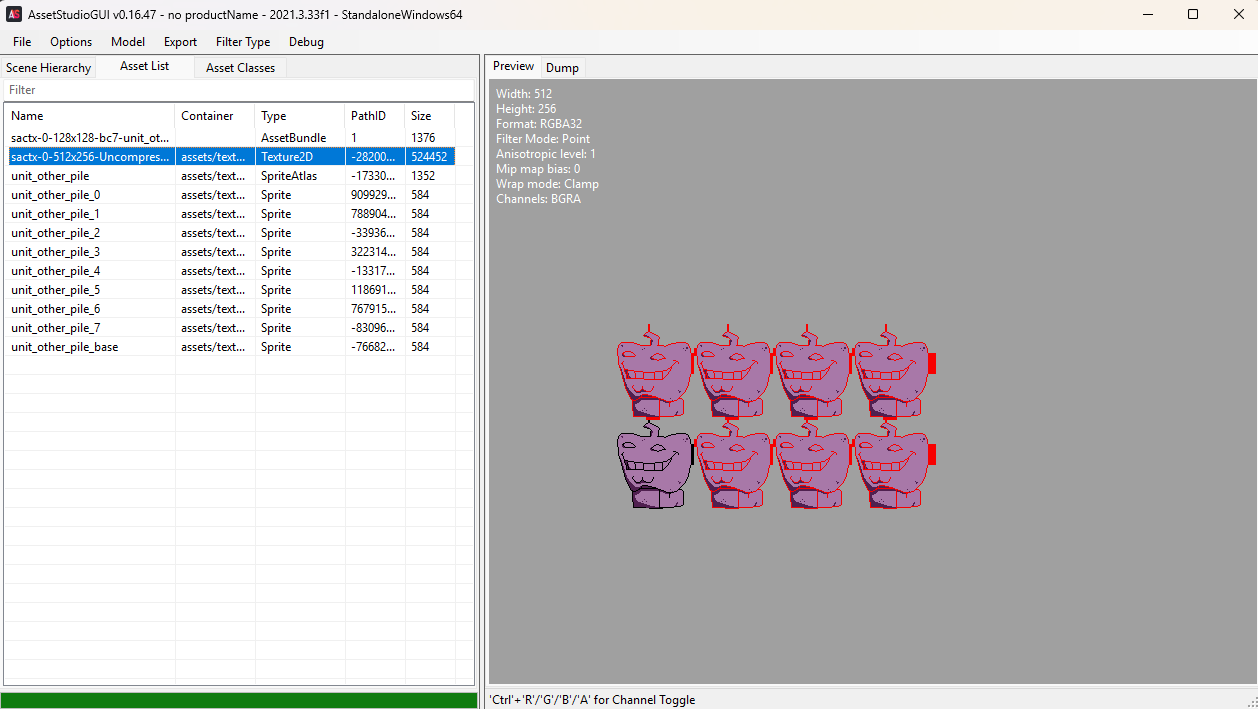 AssetStudioGUI v0.16.47 - no productName - 2021.3.33f1 - StandaloneWindows64
File Options Model Export Filter Type Debug
Scene Hierarchy Asset List Asset Classes
Filter
Name Container Type PathID Size
sactx-0-128x128-bc7-unit_ot... AssetBundle 1 1376
sactx-0-512x256-Uncompres... assets/text... Texture2D -28200... 524452
unit_other_pile assets/text... SpriteAtlas -17330... 1352
unit_other_pile_0 assets/text... Sprite 909929... 584
unit_other_pile_1 assets/text... Sprite 788904... 584
unit_other_pile_2 assets/text... Sprite -33936... 584
unit_other_pile_3 assets/text... Sprite 322314... 584
unit_other_pile_4 assets/text... Sprite -13317... 584
unit_other_pile_5 assets/text... Sprite 118691... 584
unit_other_pile_6 assets/text... Sprite 767915... 584
unit_other_pile_7 assets/text... Sprite -83096... 584
unit_other_pile_base assets/text... Sprite -76682... 584
Preview Dump
Width: 512
Height: 256
Format: RGBA32
Filter Mode: Point
Anisotropic level: 1
Mip map bias: 0
Wrap mode: Clamp
Channels: BGRA
'Ctrl'+'R'/'G'/'B'/'A' for Channel Toggle